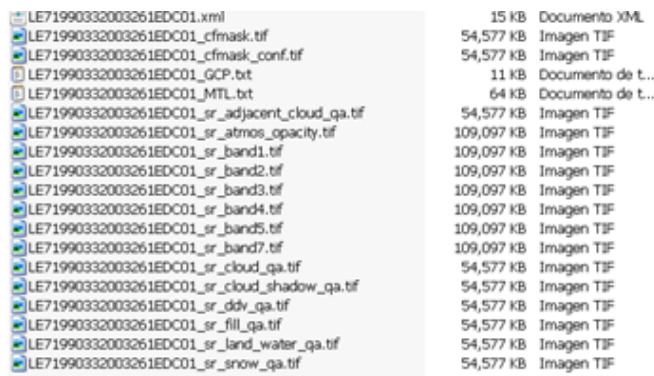 LE71990332003261EDC01.xml 15 KB Documento XML
LE71990332003261EDC01_cfmask.tif 54,577 KB Imagen TIF
LE71990332003261EDC01_cfmask_conf.tif 54,577 KB Imagen TIF
LE71990332003261EDC01_GCP.txt 11 KB Documento de t...
LE71990332003261EDC01_MTL.txt 64 KB Documento de t...
LE71990332003261EDC01_sr_adjacent_cloud_qa.tif 54,577 KB Imagen TIF
LE71990332003261EDC01_sr_atmos_opacity.tif 109,097 KB Imagen TIF
LE71990332003261EDC01_sr_band1.tif 109,097 KB Imagen TIF
LE71990332003261EDC01_sr_band2.tif 109,097 KB Imagen TIF
LE71990332003261EDC01_sr_band3.tif 109,097 KB Imagen TIF
LE71990332003261EDC01_sr_band4.tif 109,097 KB Imagen TIF
LE71990332003261EDC01_sr_band5.tif 109,097 KB Imagen TIF
LE71990332003261EDC01_sr_band7.tif 109,097 KB Imagen TIF
LE71990332003261EDC01_sr_cloud_qa.tif 54,577 KB Imagen TIF
LE71990332003261EDC01_sr_cloud_shadow_qa.tif 54,577 KB Imagen TIF
LE71990332003261EDC01_sr_ddv_qa.tif 54,577 KB Imagen TIF
LE71990332003261EDC01_sr_fill_qa.tif 54,577 KB Imagen TIF
LE71990332003261EDC01_sr_land_water_qa.tif 54,577 KB Imagen TIF
LE71990332003261EDC01_sr_snow_qa.tif 54,577 KB Imagen TIF